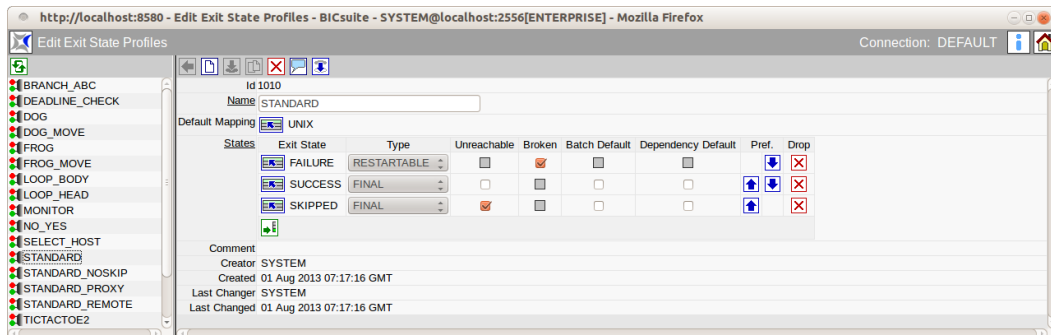 http://localhost:8580 - Edit Exit State Profiles - BICsuite - SYSTEM@localhost:2556[ENTERPRISE] - Mozilla Firefox
Edit Exit State Profiles
Connection: DEFAULT
BRANCH_ABC
DEADLINE_CHECK
DOG
DOG_MOVE
FROG
FROG_MOVE
LOOP_BODY
LOOP_HEAD
MONITOR
NO_YES
SELECT_HOST
STANDARD
STANDARD_NOSKIP
STANDARD_PROXY
STANDARD_REMOTE
TICTACTOE2
Id 1010
Name STANDARD
Default Mapping UNIX
States Exit State Type Unreachable Broken Batch Default Dependency Default Pref. Drop
FAILURE RESTARTABLE
SUCCESS FINAL
SKIPPED FINAL
Comment
Creator SYSTEM
Created 01 Aug 2013 07:17:16 GMT
Last Changer SYSTEM
Last Changed 01 Aug 2013 07:17:16 GMT